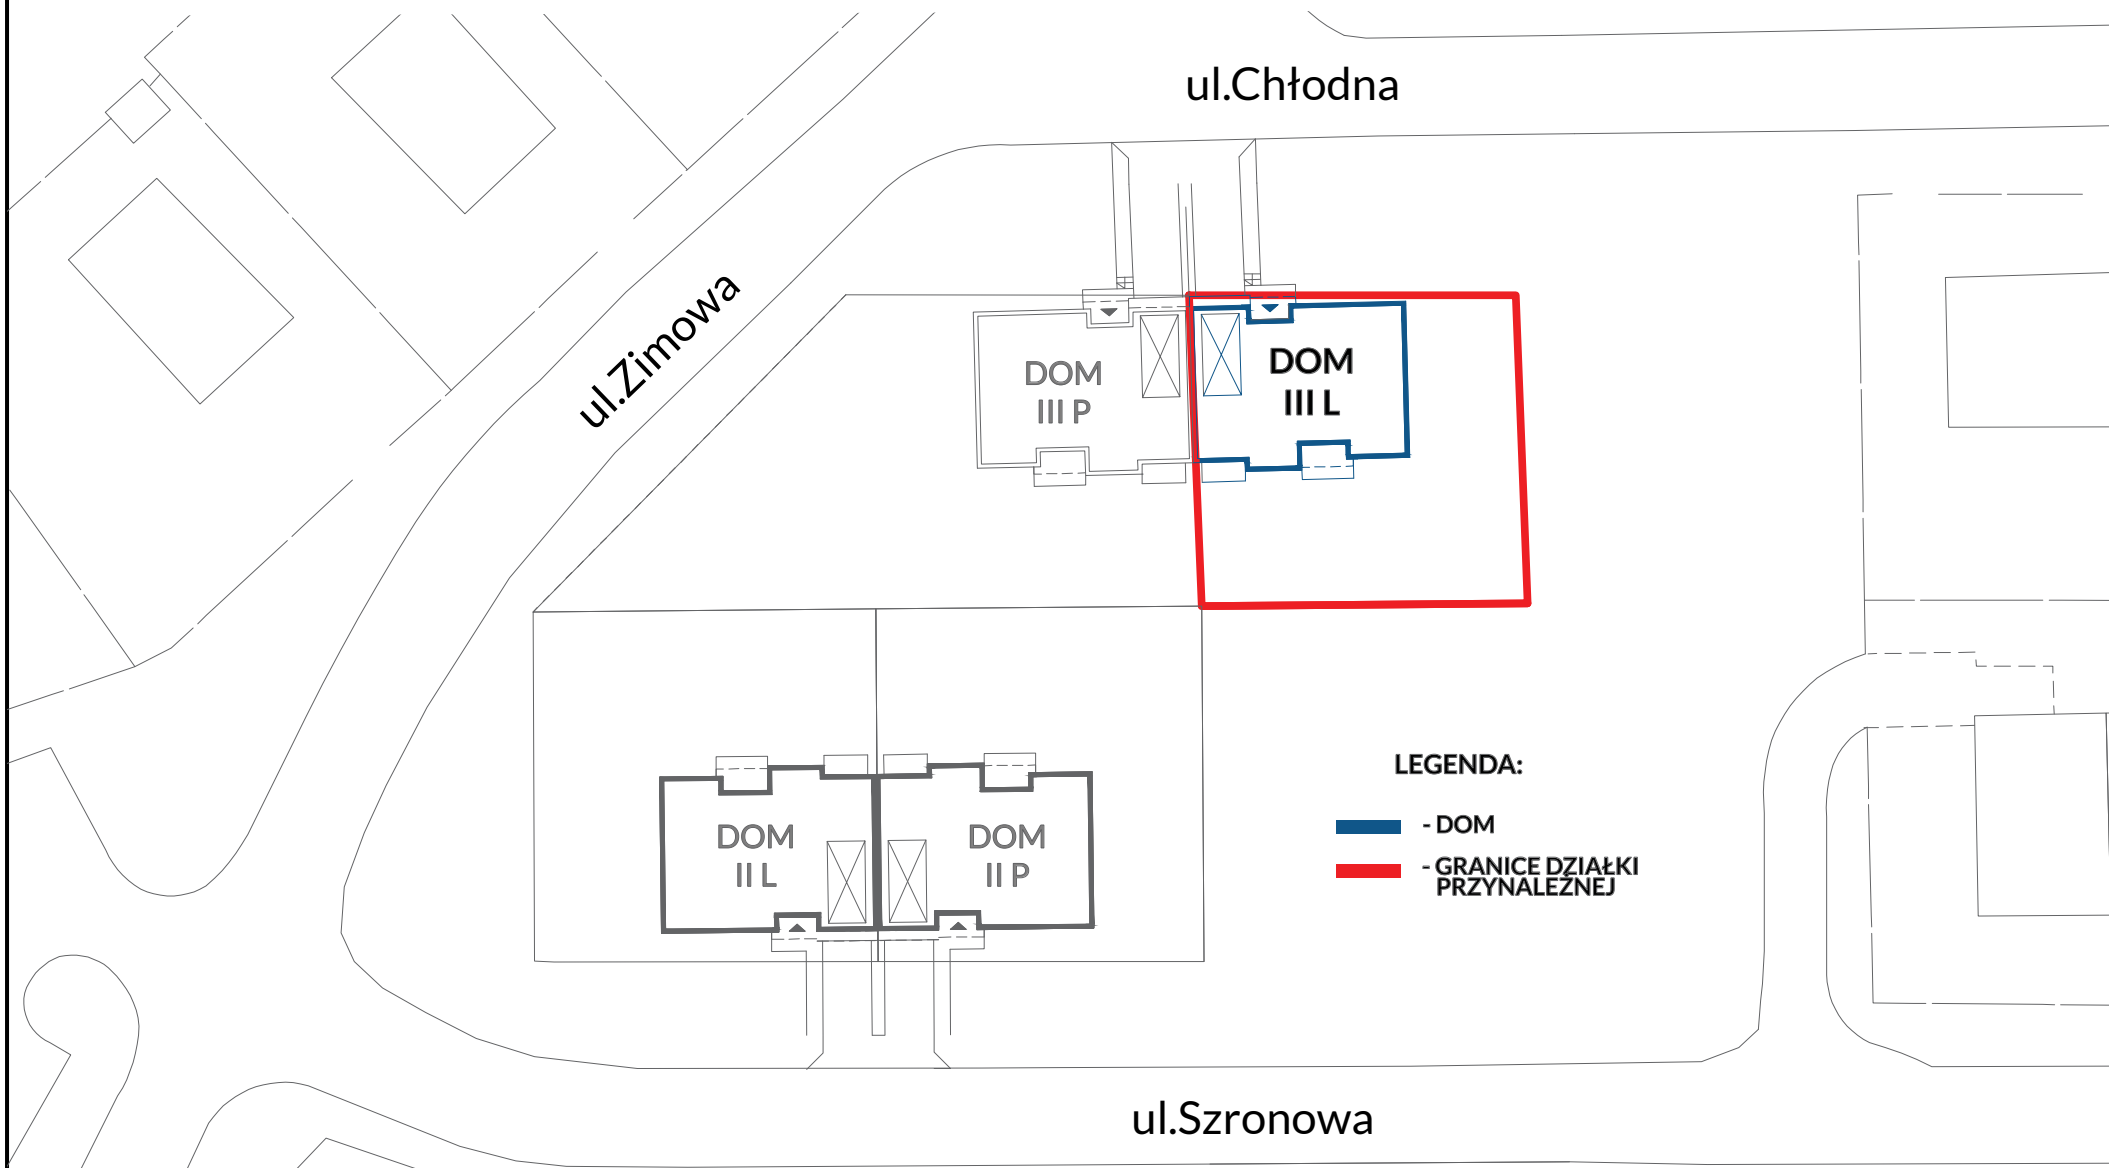 ul.Chłodna
ul.Zimowa
DOM
III P
DOM
III L
DOM
II L
DOM
II P
LEGENDA:
- DOM
- GRANICE DZIAŁKI
PRZYNALEŻNEJ
ul.Szronowa